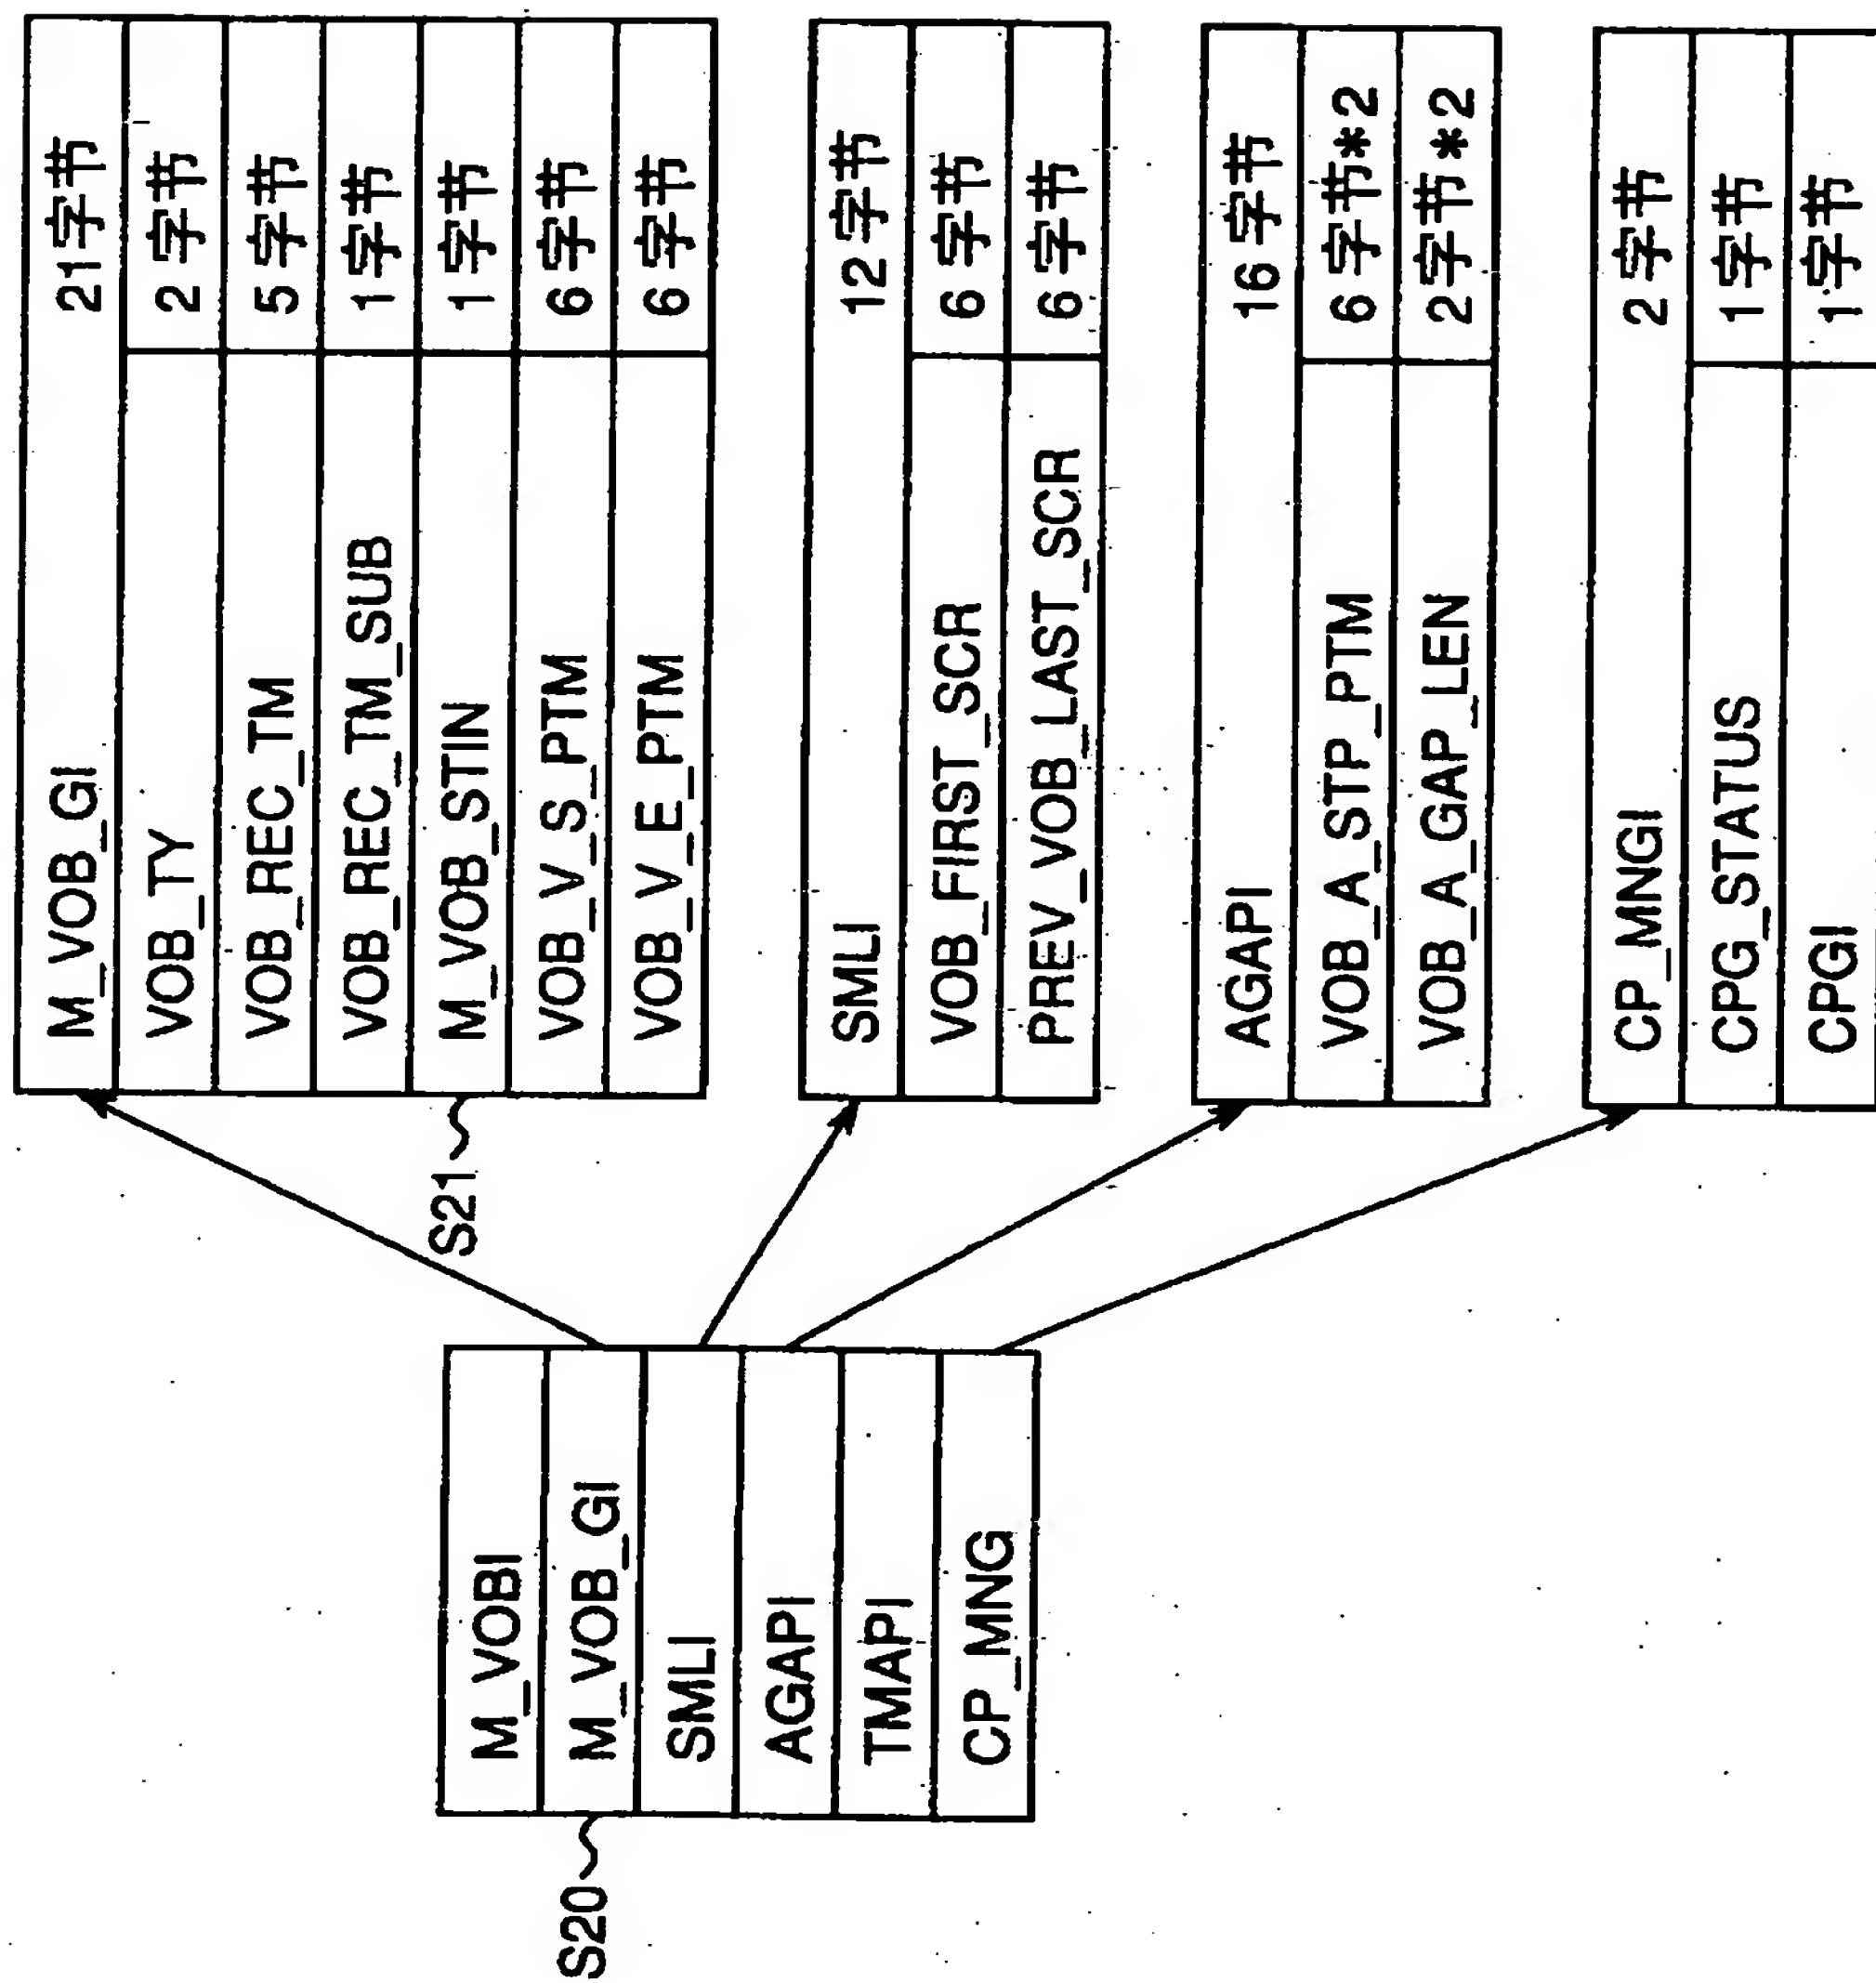 S20
M_VOBI
M_VOB_GI
SMLI
AGAPI
TMAPI
CP_MNG
S21
M_VOB_GI 21字节
VOB_TY 2字节
VOB_REC_TM 5字节
VOB_REC_TM_SUB 1字节
M_VOB_STIN 1字节
VOB_V_S_PTM 6字节
VOB_V_E_PTM 6字节
SMLI 12字节
VOB_FIRST_SCR 6字节
PREV_VOB_LAST_SCR 6字节
AGAPI 16字节
VOB_A_STP_PTM 6字节*2
VOB_A_GAP_LEN 2字节*2
CP_MNGI 2字节
CPG_STATUS 1字节
CPGI 1字节